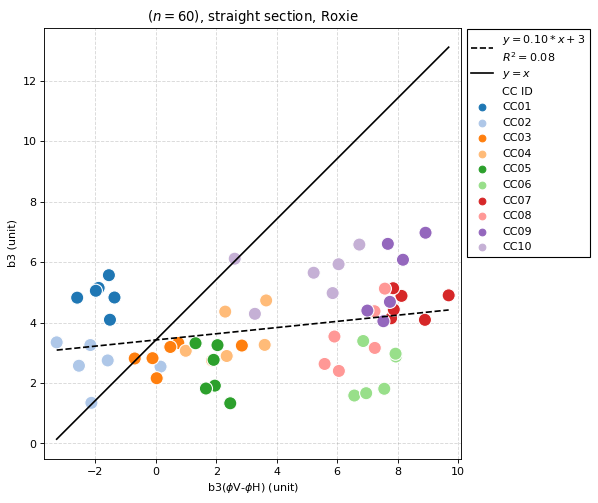 (n = 60), straight section, Roxie
y = 0.10 * x + 3
R² = 0.08
y = x
CC ID
CC01
CC02
CC03
CC04
CC05
CC06
CC07
CC08
CC09
CC10
b3 (unit)
12
10
8
6
4
2
0
−2 0 2 4 6 8 10
b3(ϕV-ϕH) (unit)